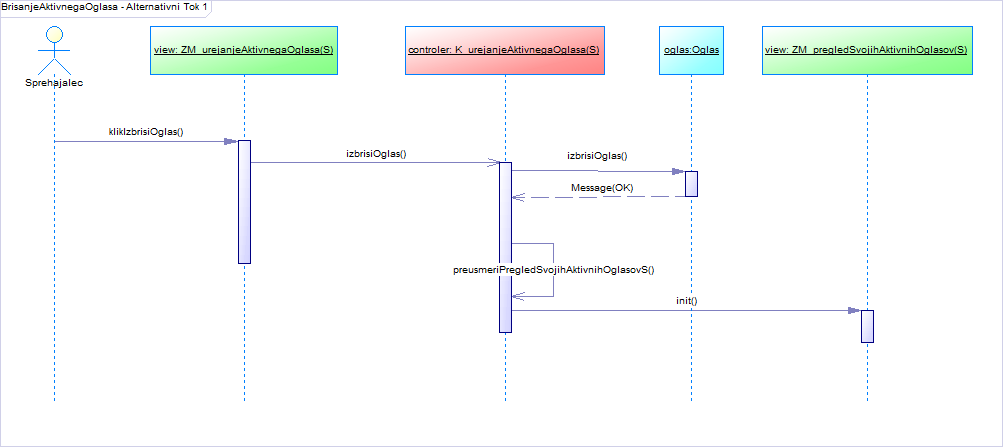 BrisanjeAktivnegaOglasa - Alternativni Tok 1
view: ZM_urejanjeAktivnegaOglasa(S)
controler: K_urejanjeAktivnegaOglasa(S)
oglas:Oglas
view: ZM_pregledSvojihAktivnihOglasov(S)
Sprehajalec
klikIzbrisiOglas()
izbrisiOglas()
izbrisiOglas()
Message(OK)
preusmeriPregledSvojihAktivnihOglasovS()
init()